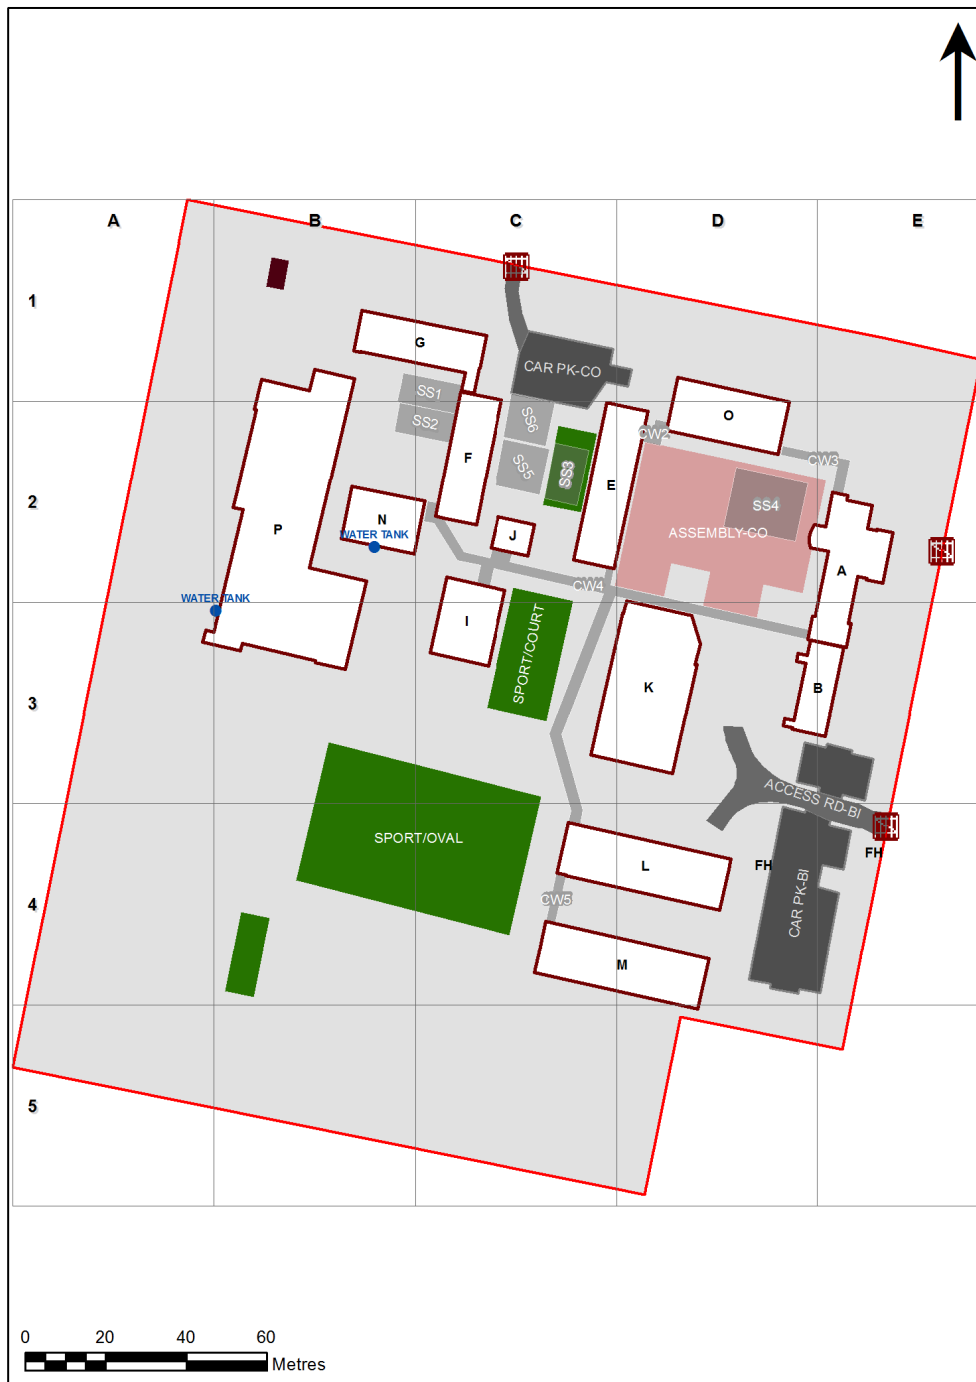 A B C D E
1
G
CAR PK-CO
SS1
SS2
SS6
O
CW2
CW3
F
SS5
SS3
E
2
SS4
N
P
WATER TANK
J
ASSEMBLY-CO
A
CW4
WATER TANK
I
SPORT/COURT
K
B
3
ACCESS RD-BI
SPORT/OVAL
FH
FH
L
CAR PK-BI
CW5
4
M
5
0 20 40 60
Metres